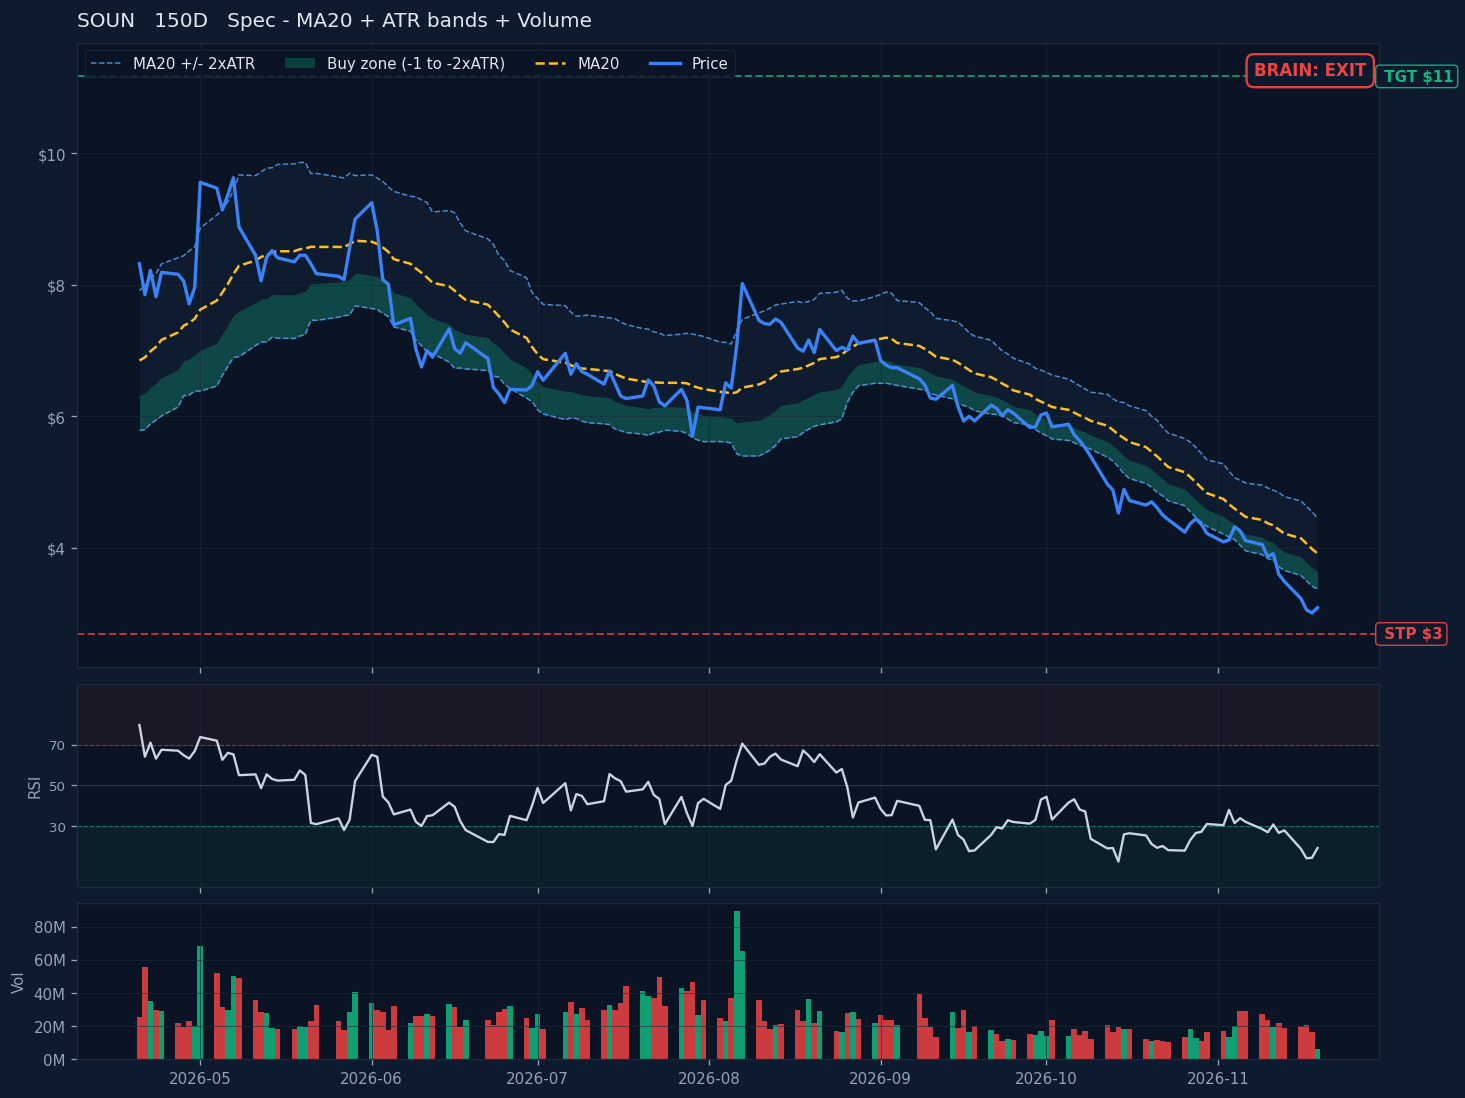 SOUN   150D   Spec - MA20 + ATR bands + Volume
MA20 +/- 2xATR
Buy zone (-1 to -2xATR)
MA20
Price
BRAIN: EXIT
TGT $11
$10
$8
$6
$4
STP $3
RSI
70
50
30
Vol
80M
60M
40M
20M
0M
2026-05
2026-06
2026-07
2026-08
2026-09
2026-10
2026-11